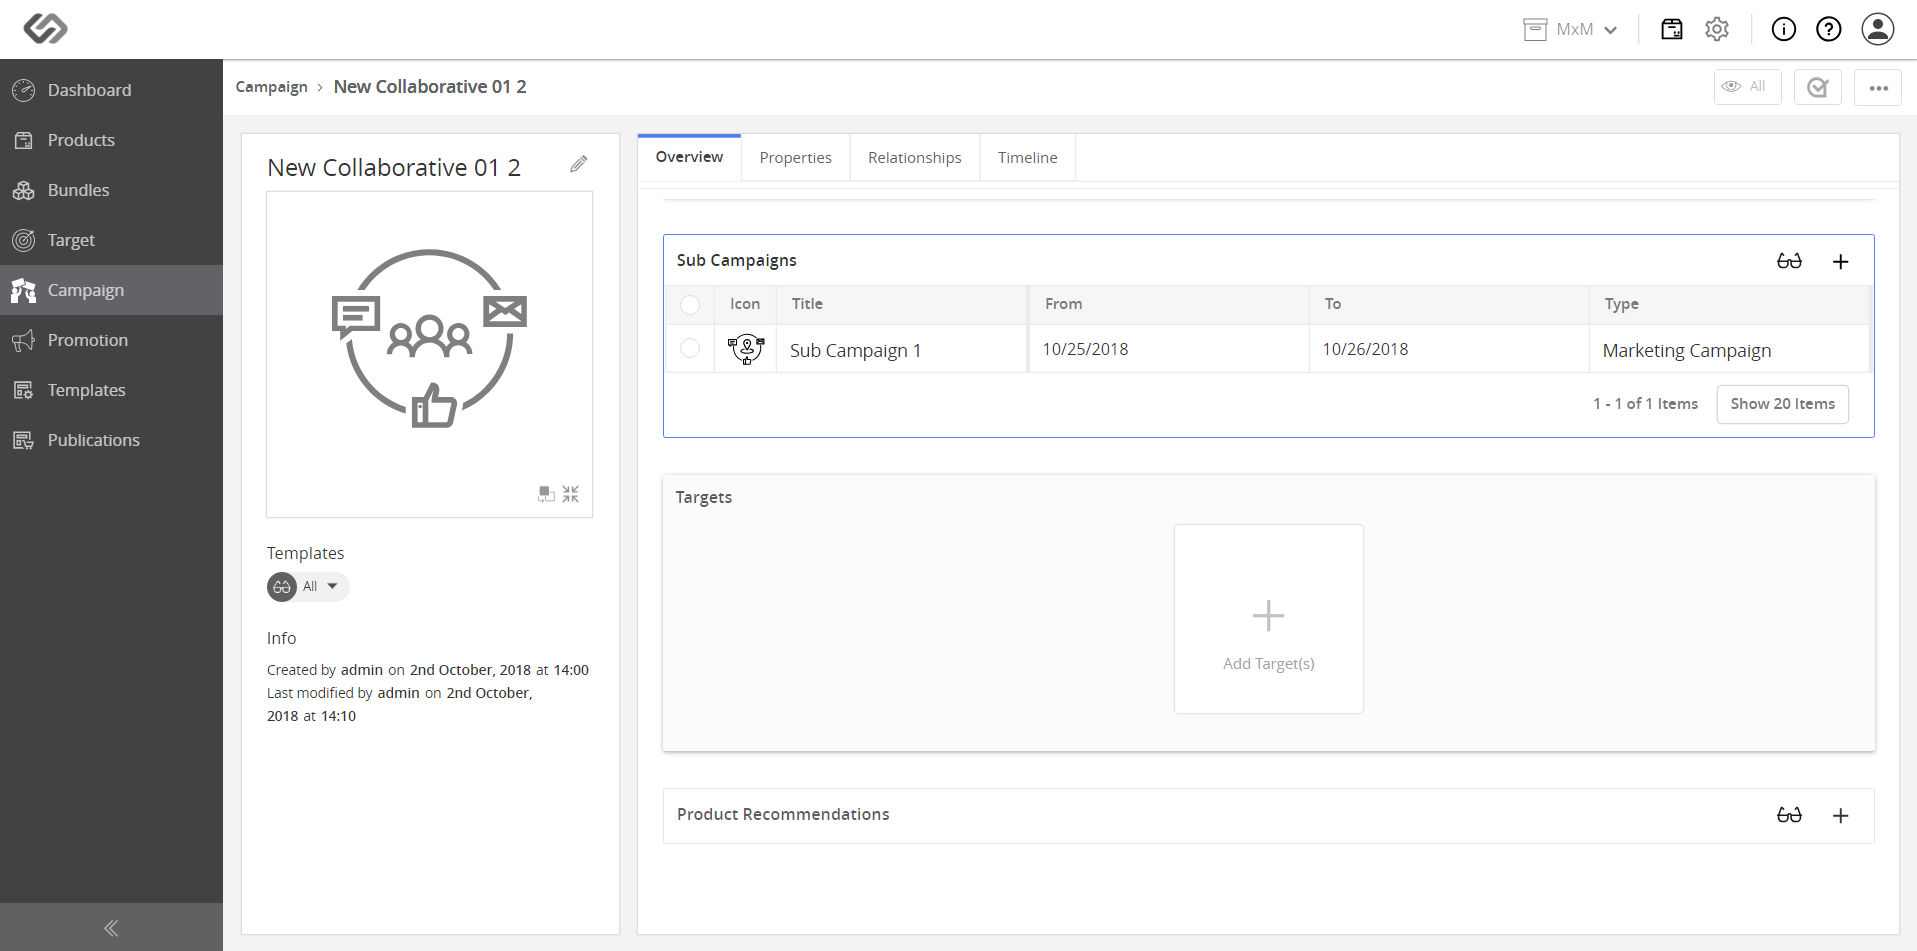 MxM
Dashboard
Products
Bundles
Target
Campaign
Promotion
Templates
Publications
Campaign › New Collaborative 01 2
All
New Collaborative 01 2
Templates
All
Info
Created by admin on 2nd October, 2018 at 14:00
Last modified by admin on 2nd October,
2018 at 14:10
Overview Properties Relationships Timeline
Sub Campaigns
Icon Title From To Type
Sub Campaign 1 10/25/2018 10/26/2018 Marketing Campaign
1 - 1 of 1 Items Show 20 Items
Targets
Add Target(s)
Product Recommendations